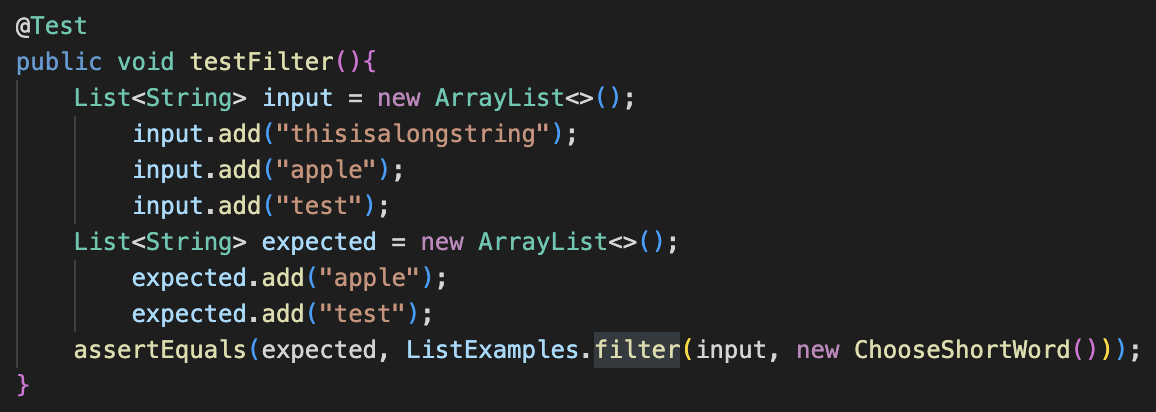 @Test
public void testFilter(){
List<String> input = new ArrayList<>();
input.add("thisisalongstring");
input.add("apple");
input.add("test");
List<String> expected = new ArrayList<>();
expected.add("apple");
expected.add("test");
assertEquals(expected, ListExamples.filter(input, new ChooseShortWord()));
}